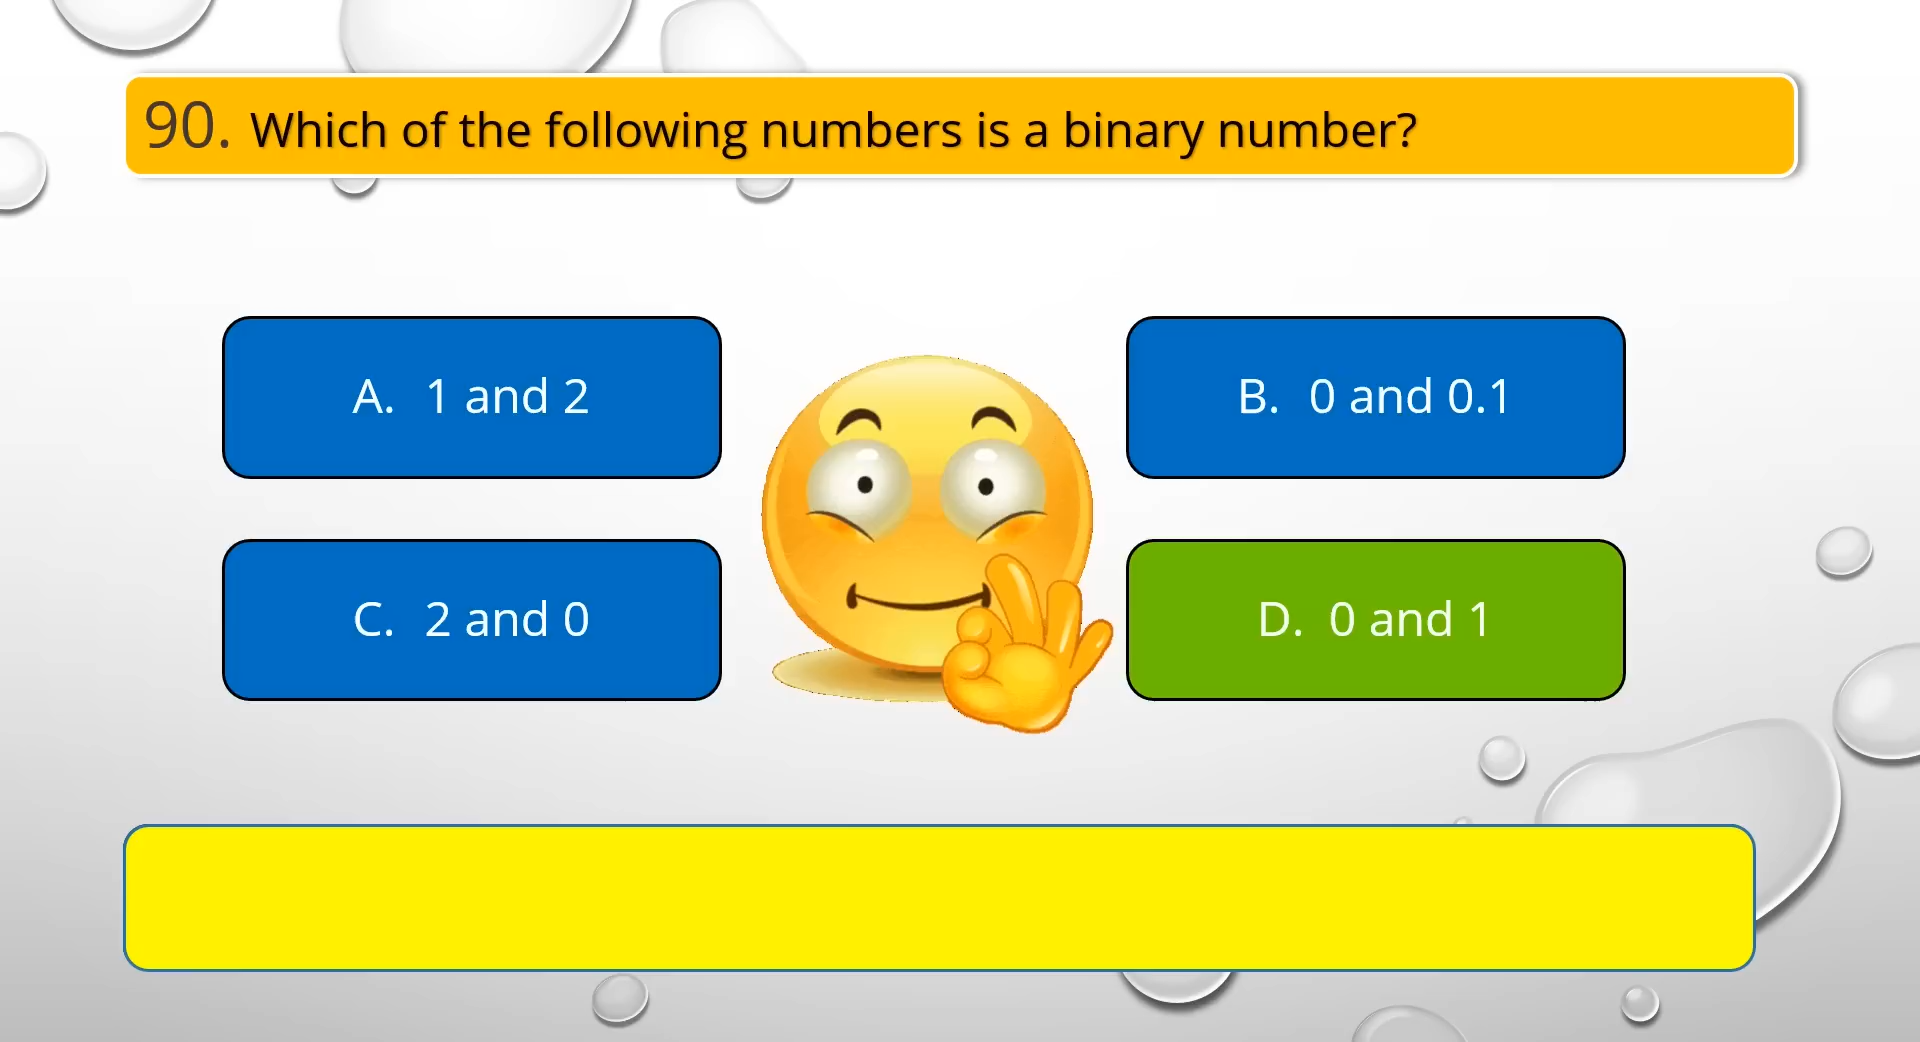 90. Which of the following numbers is a binary number?
A. 1 and 2
B. 0 and 0.1
C. 2 and 0
D. 0 and 1